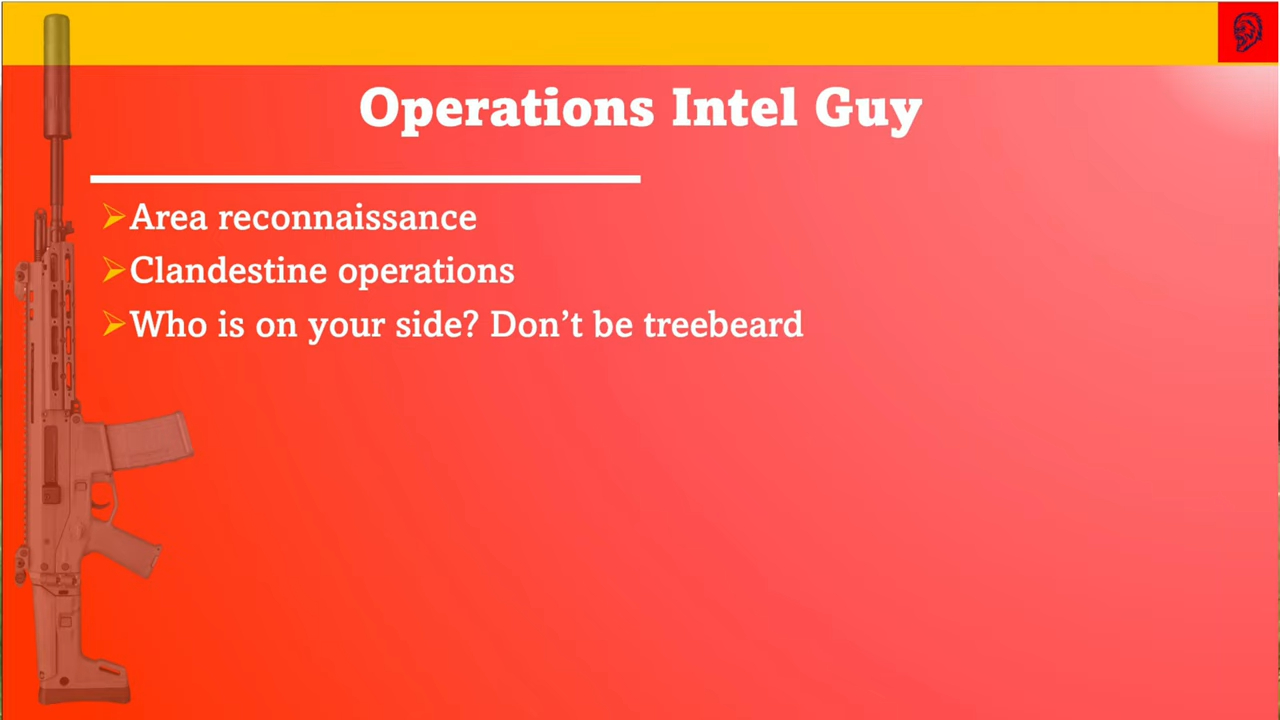 Operations Intel Guy
Area reconnaissance
Clandestine operations
Who is on your side? Don’t be treebeard